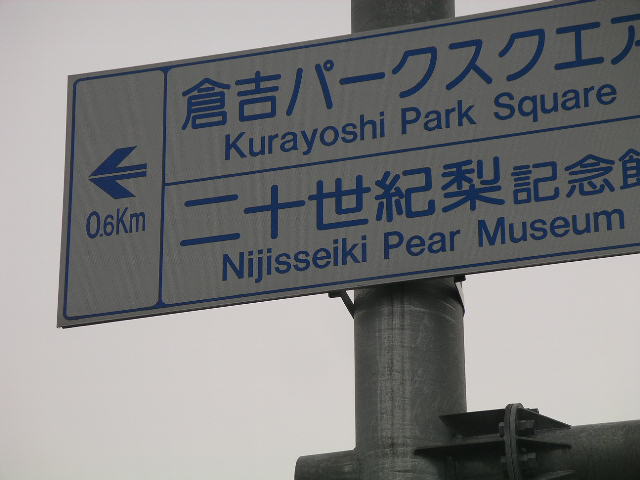 倉吉パークスクエア
Kurayoshi Park Square
二十世紀梨記念館
Nijisseiki Pear Museum
0.6Km